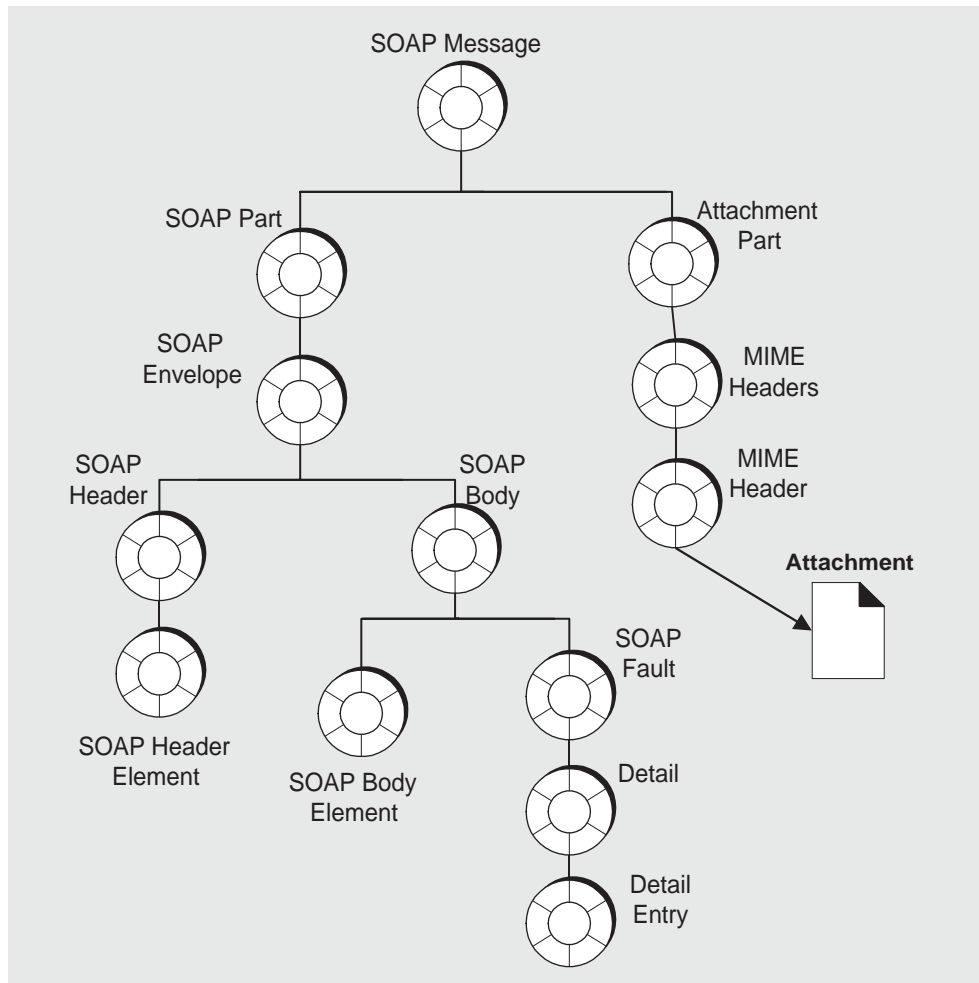 SOAP Message
SOAP Part
Attachment
Part
SOAP
Envelope
MIME
Headers
SOAP
Header
SOAP
Body
MIME
Header
Attachment
SOAP
Fault
SOAP Header
Element
SOAP Body
Element
Detail
Detail
Entry